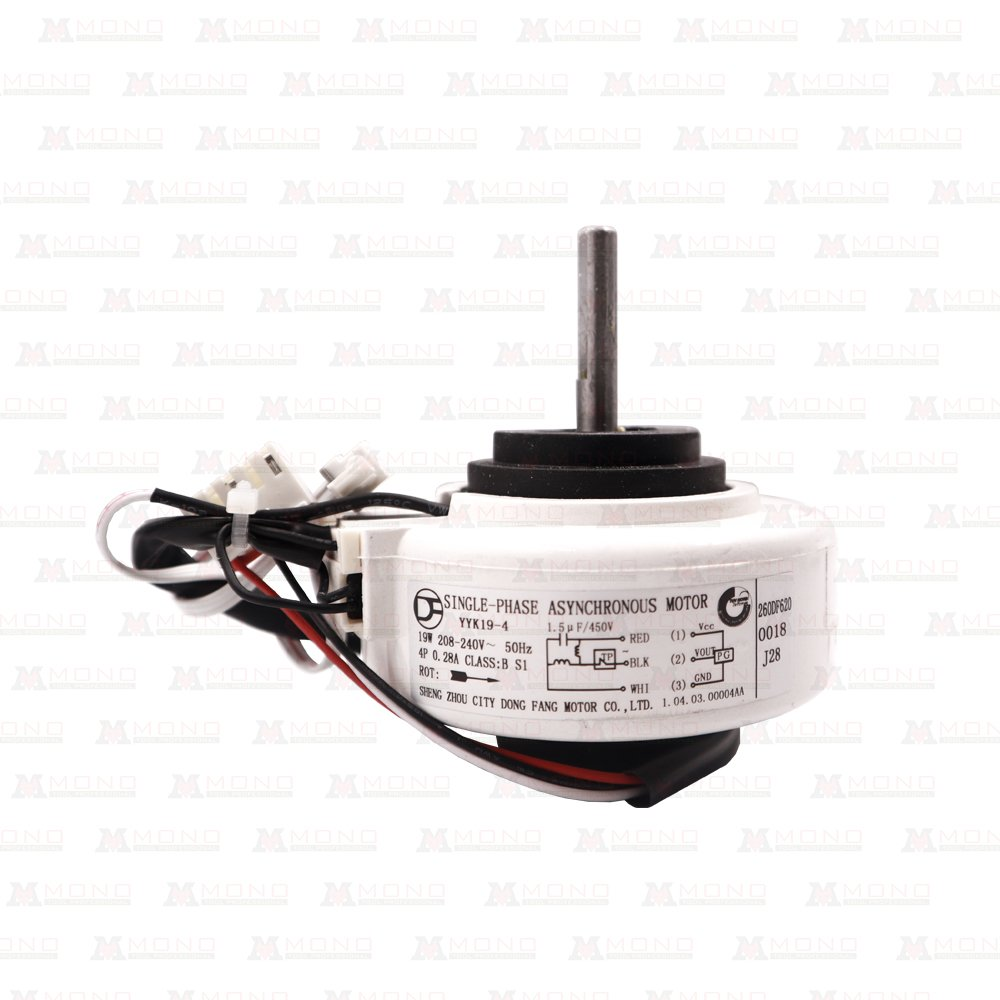 SINGLE-PHASE ASYNCHRONOUS MOTOR
YYK19-4
19W 208-240V~ 50Hz
4P 0.28A CLASS:B S1
ROT:
1.5μF/450V
RED
TP
~
BLK
WHI
(1) Vcc
(2) VOUT PG
(3) GND
SHENG ZHOU CITY DONG FANG MOTOR CO.,LTD. 1.04.03.00004AA
260DF620
0018
J28
MONO
TOOL PROFESSIONAL